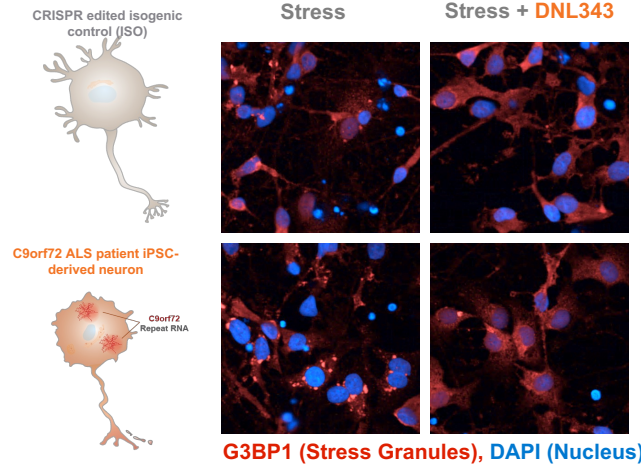 CRISPR edited isogenic
control (ISO)
Stress
Stress + DNL343
C9orf72 ALS patient iPSC-
derived neuron
C9orf72
Repeat RNA
G3BP1 (Stress Granules), DAPI (Nucleus)